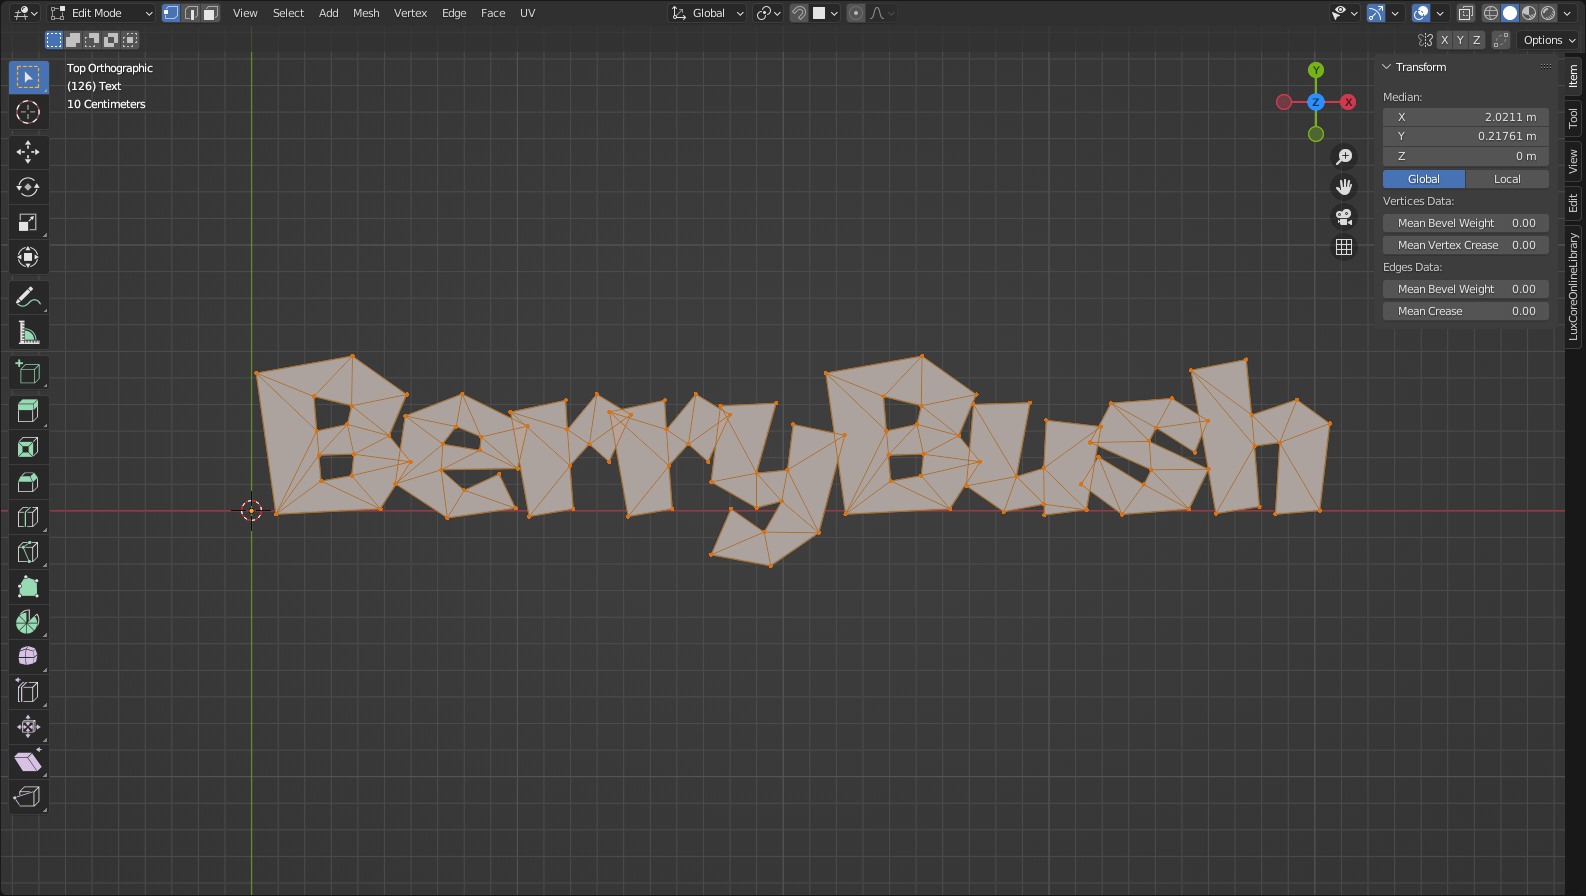 Edit Mode View Select Add Mesh Vertex Edge Face UV Global
X Y Z Options
Top Orthographic
(126) Text
10 Centimeters
Y
Z X
Transform
Median:
X 2.0211 m
Y 0.21761 m
Z 0 m
Global Local
Vertices Data:
Mean Bevel Weight 0.00
Mean Vertex Crease 0.00
Edges Data:
Mean Bevel Weight 0.00
Mean Crease 0.00
Item
Tool
View
Edit
LuxCoreOnlineLibrary
BerryBush